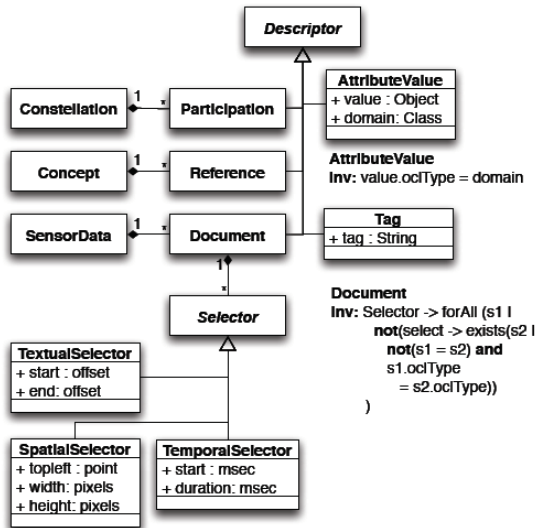 Descriptor
AttributeValue
+ value : Object
+ domain: Class
Constellation
1
*
Participation
AttributeValue
Inv: value.oclType = domain
Concept
1
*
Reference
SensorData
1
*
Document
Tag
+ tag : String
1
*
Selector
Document
Inv: Selector -> forAll (s1 |
not(select -> exists(s2 |
not(s1 = s2) and
s1.oclType
= s2.oclType))
)
TextualSelector
+ start : offset
+ end: offset
SpatialSelector
+ topleft : point
+ width: pixels
+ height: pixels
TemporalSelector
+ start : msec
+ duration: msec